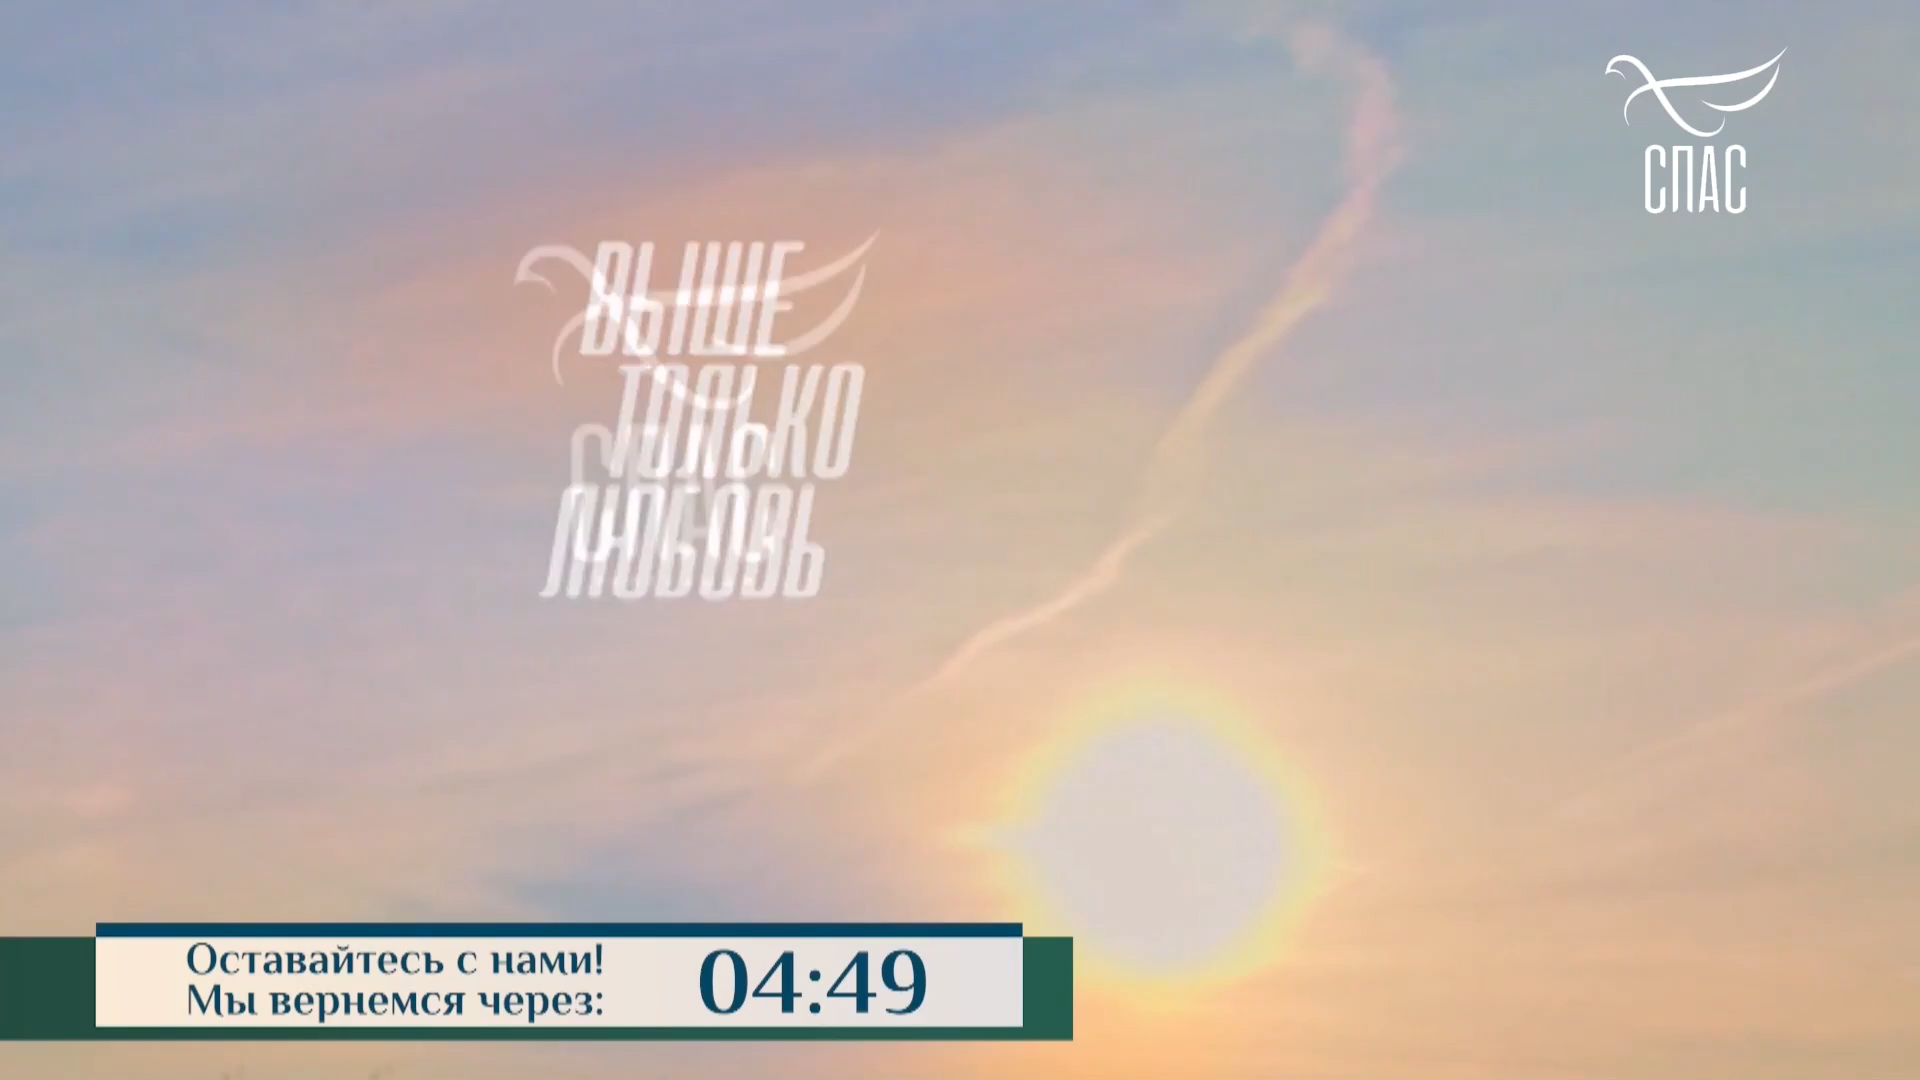 СПАС
ВЫШЕ
ТОЛЬКО
ЛЮБОВЬ
Оставайтесь с нами!
Мы вернемся через:
04:49